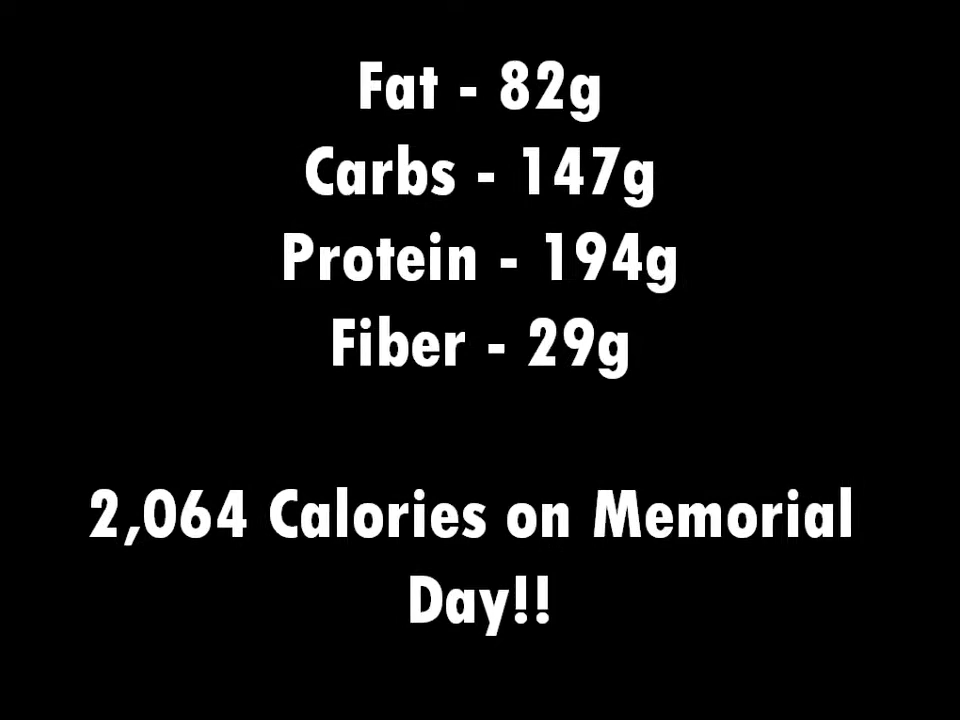 Fat - 82g
Carbs - 147g
Protein - 194g
Fiber - 29g
2,064 Calories on Memorial
Day!!